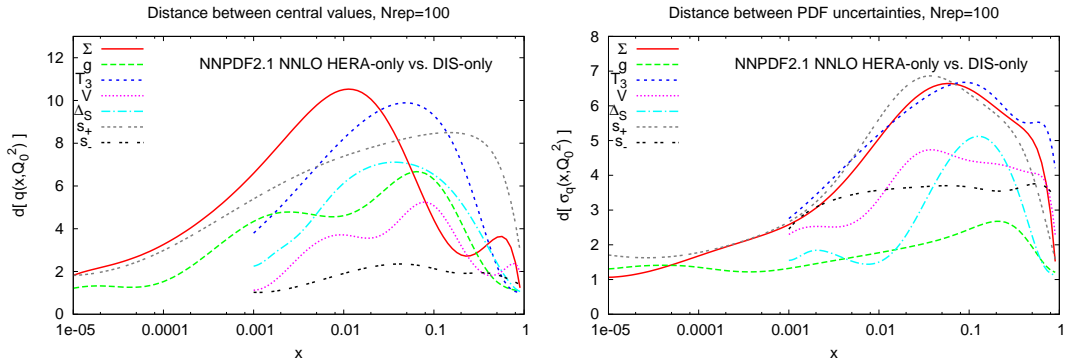 Distance between central values, Nrep=100
d[ q(x,Q₀²) ]
12
10
8
6
4
2
0
Σ
g
T₃
V
Δ_S
s₊
s₋
NNPDF2.1 NNLO HERA-only vs. DIS-only
1e-05
0.0001
0.001
0.01
0.1
1
x
Distance between PDF uncertainties, Nrep=100
d[ σ_q(x,Q₀²) ]
8
7
6
5
4
3
2
1
0
Σ
g
T₃
V
Δ_S
s₊
s₋
NNPDF2.1 NNLO HERA-only vs. DIS-only
1e-05
0.0001
0.001
0.01
0.1
1
x